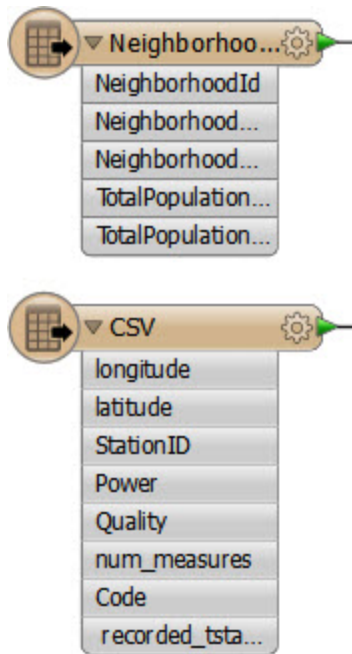 Neighborhoo...
NeighborhoodId
Neighborhood...
Neighborhood...
TotalPopulation...
TotalPopulation...
CSV
longitude
latitude
StationID
Power
Quality
num_measures
Code
recorded_tsta...